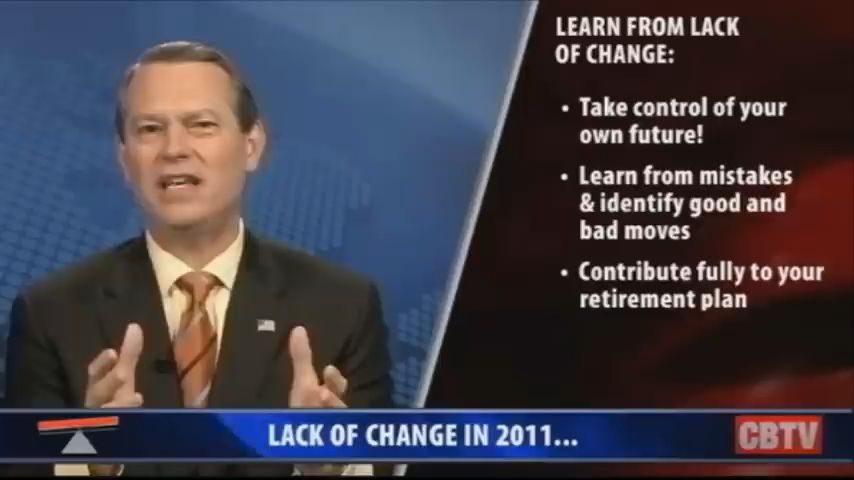 LEARN FROM LACK
OF CHANGE:
• Take control of your
own future!
• Learn from mistakes
& identify good and
bad moves
• Contribute fully to your
retirement plan
LACK OF CHANGE IN 2011...
CBTV